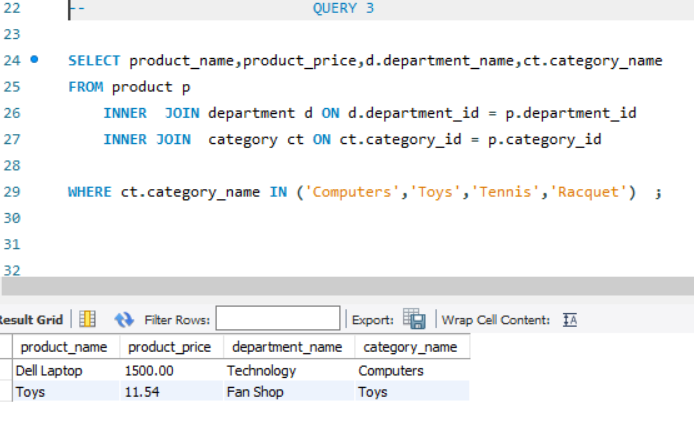 22 -- QUERY 3
23
24 SELECT product_name,product_price,d.department_name,ct.category_name
25 FROM product p
26 INNER  JOIN department d ON d.department_id = p.department_id
27 INNER JOIN  category ct ON ct.category_id = p.category_id
28
29 WHERE ct.category_name IN ('Computers','Toys','Tennis','Racquet')  ;
30
31
32
Result Grid Filter Rows: Export: Wrap Cell Content: IA
product_name product_price department_name category_name
Dell Laptop 1500.00 Technology Computers
Toys 11.54 Fan Shop Toys